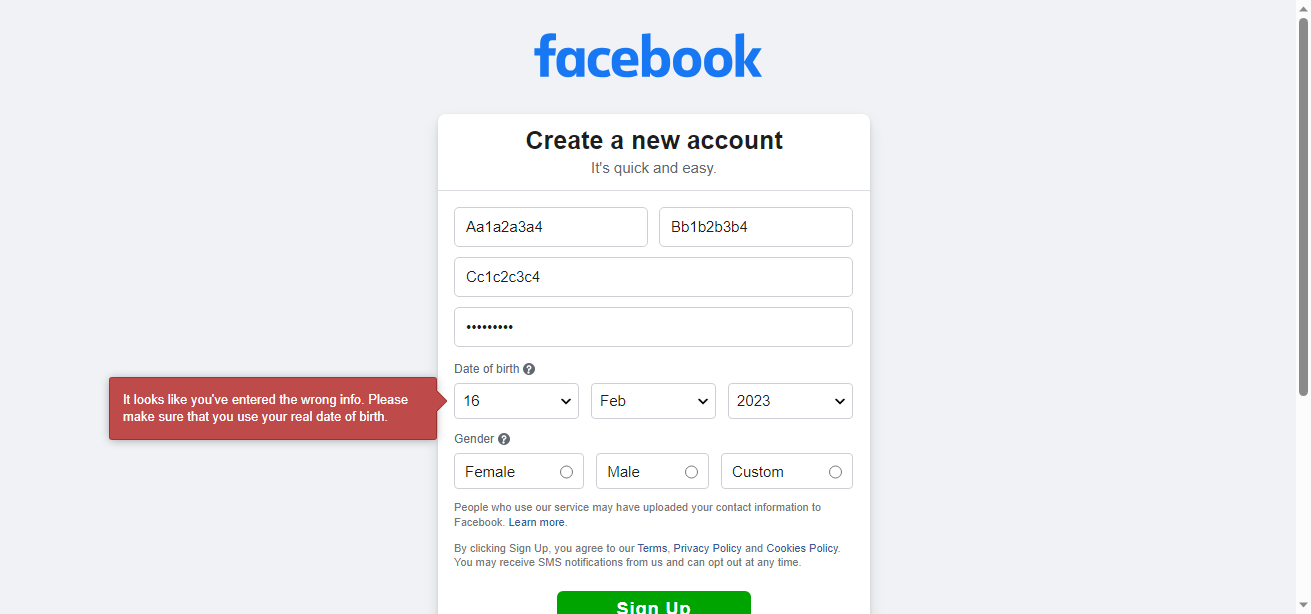 facebook
Create a new account
It's quick and easy.
Aa1a2a3a4 Bb1b2b3b4
Cc1c2c3c4
•••••••••
Date of birth ?
It looks like you've entered the wrong info. Please
make sure that you use your real date of birth.
16 Feb 2023
Gender ?
Female Male Custom
People who use our service may have uploaded your contact information to
Facebook. Learn more.
By clicking Sign Up, you agree to our Terms, Privacy Policy and Cookies Policy.
You may receive SMS notifications from us and can opt out at any time.
Sign Up